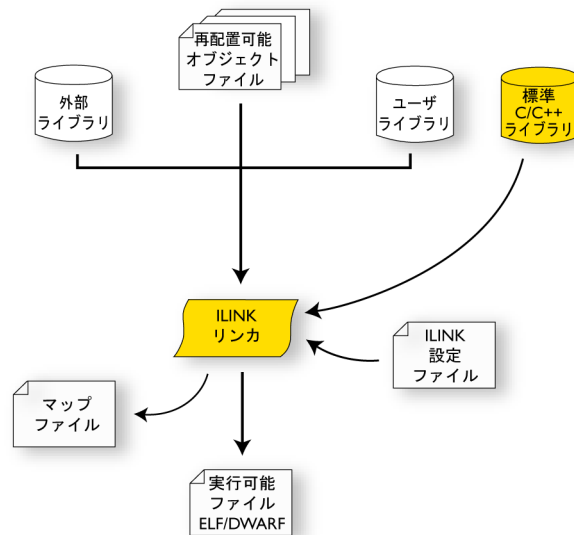 再配置可能
オブジェクト
ファイル
外部
ライブラリ
ユーザ
ライブラリ
標準
C/C++
ライブラリ
ILINK
リンカ
ILINK
設定
ファイル
マップ
ファイル
実行可能
ファイル
ELF/DWARF